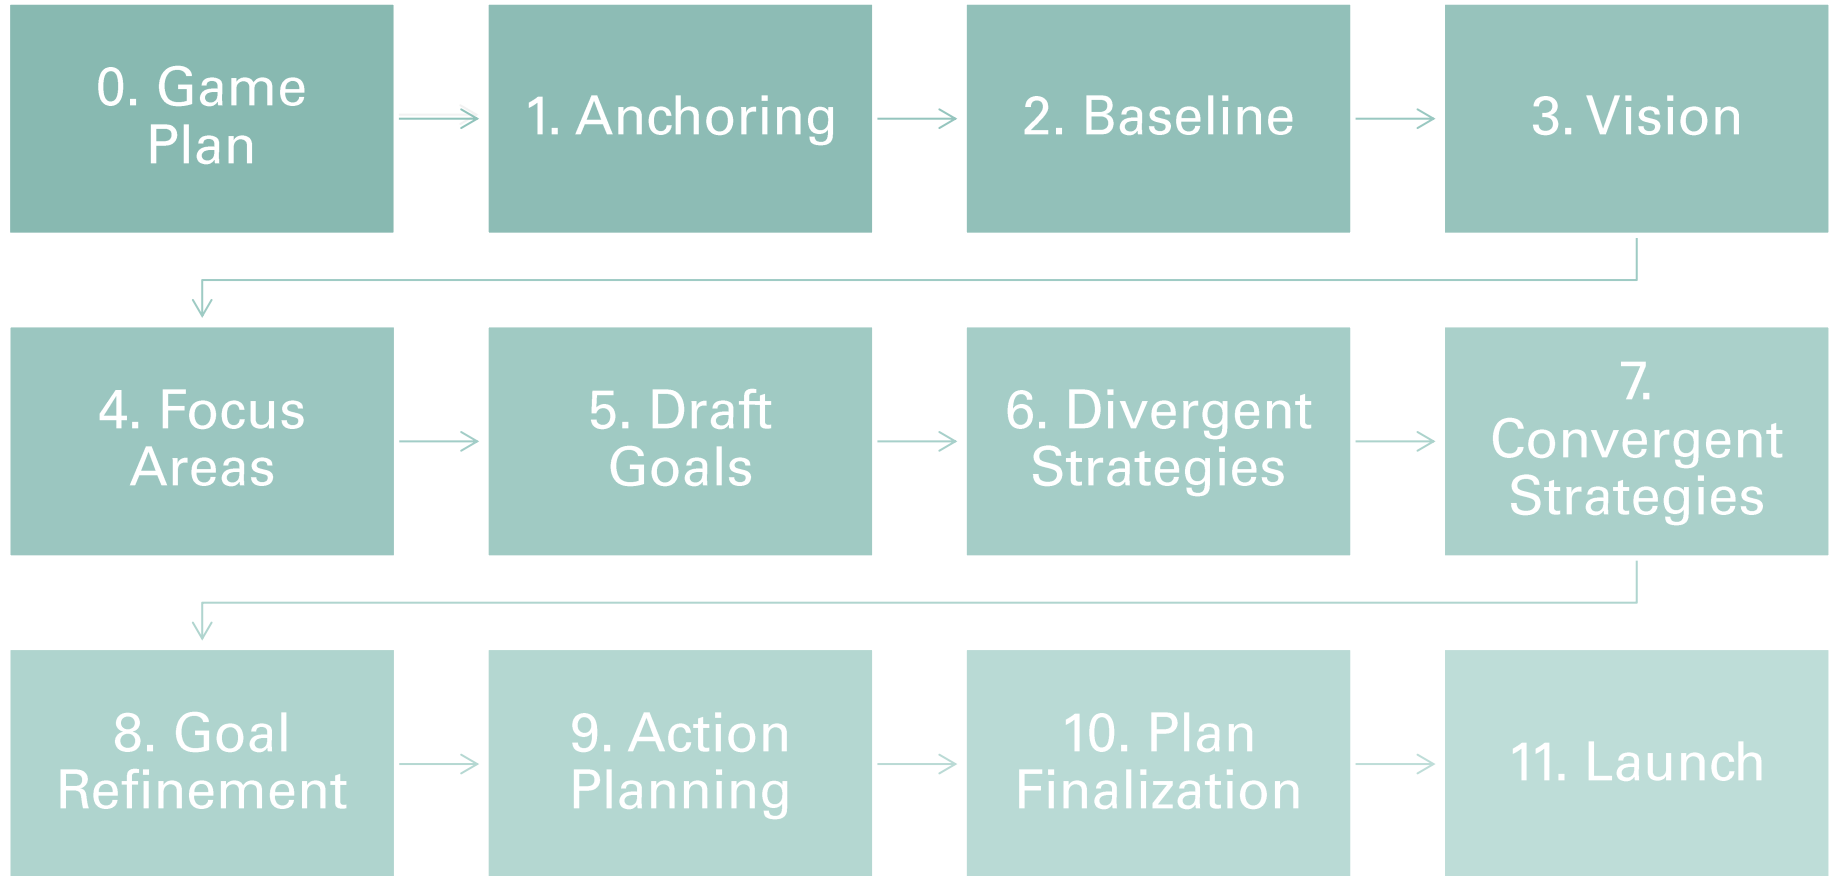 0. Game
Plan
1. Anchoring
2. Baseline
3. Vision
4. Focus
Areas
5. Draft
Goals
6. Divergent
Strategies
7.
Convergent
Strategies
8. Goal
Refinement
9. Action
Planning
10. Plan
Finalization
11. Launch